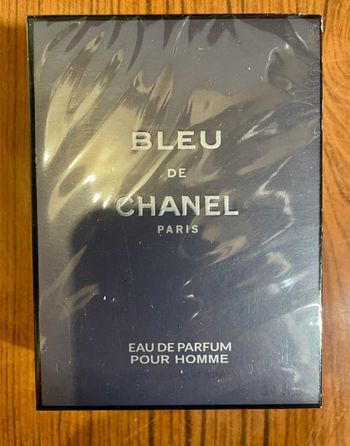 BLEU
DE
CHANEL
PARIS
EAU DE PARFUM
POUR HOMME